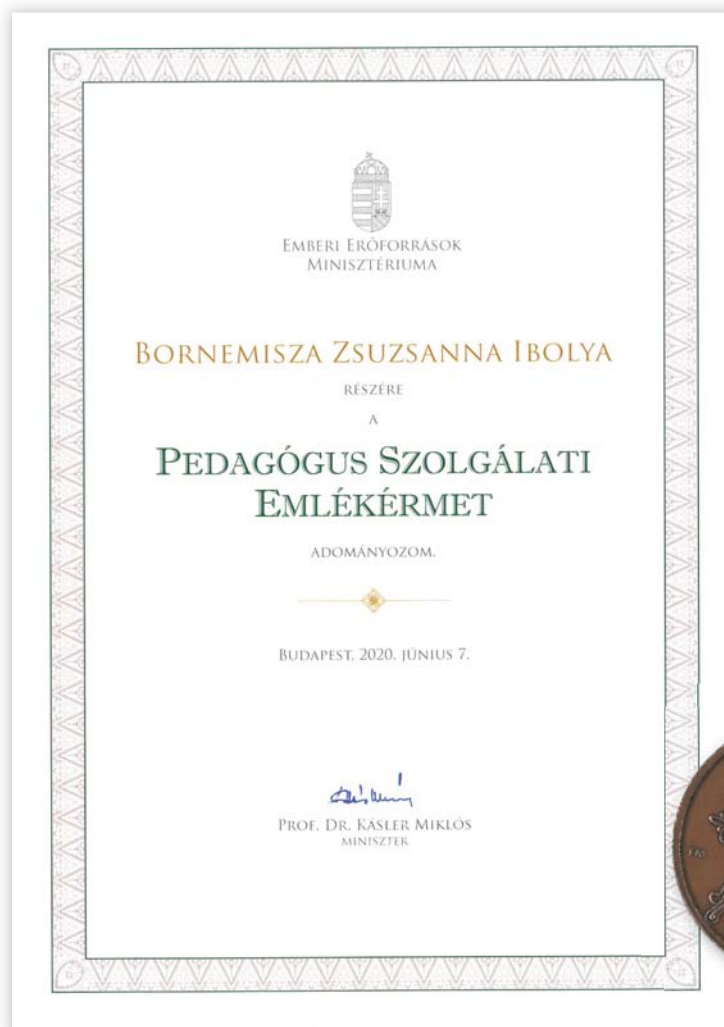 EMBERI ERŐFORRÁSOK
MINISZTÉRIUMA
BORNEMISZA ZSUZSANNA IBOLYA
RÉSZÉRE
A
PEDAGÓGUS SZOLGÁLATI
EMLÉKÉRMET
ADOMÁNYOZOM.
BUDAPEST, 2020. JÚNIUS 7.
PROF. DR. KÁSLER MIKLÓS
MINISZTER